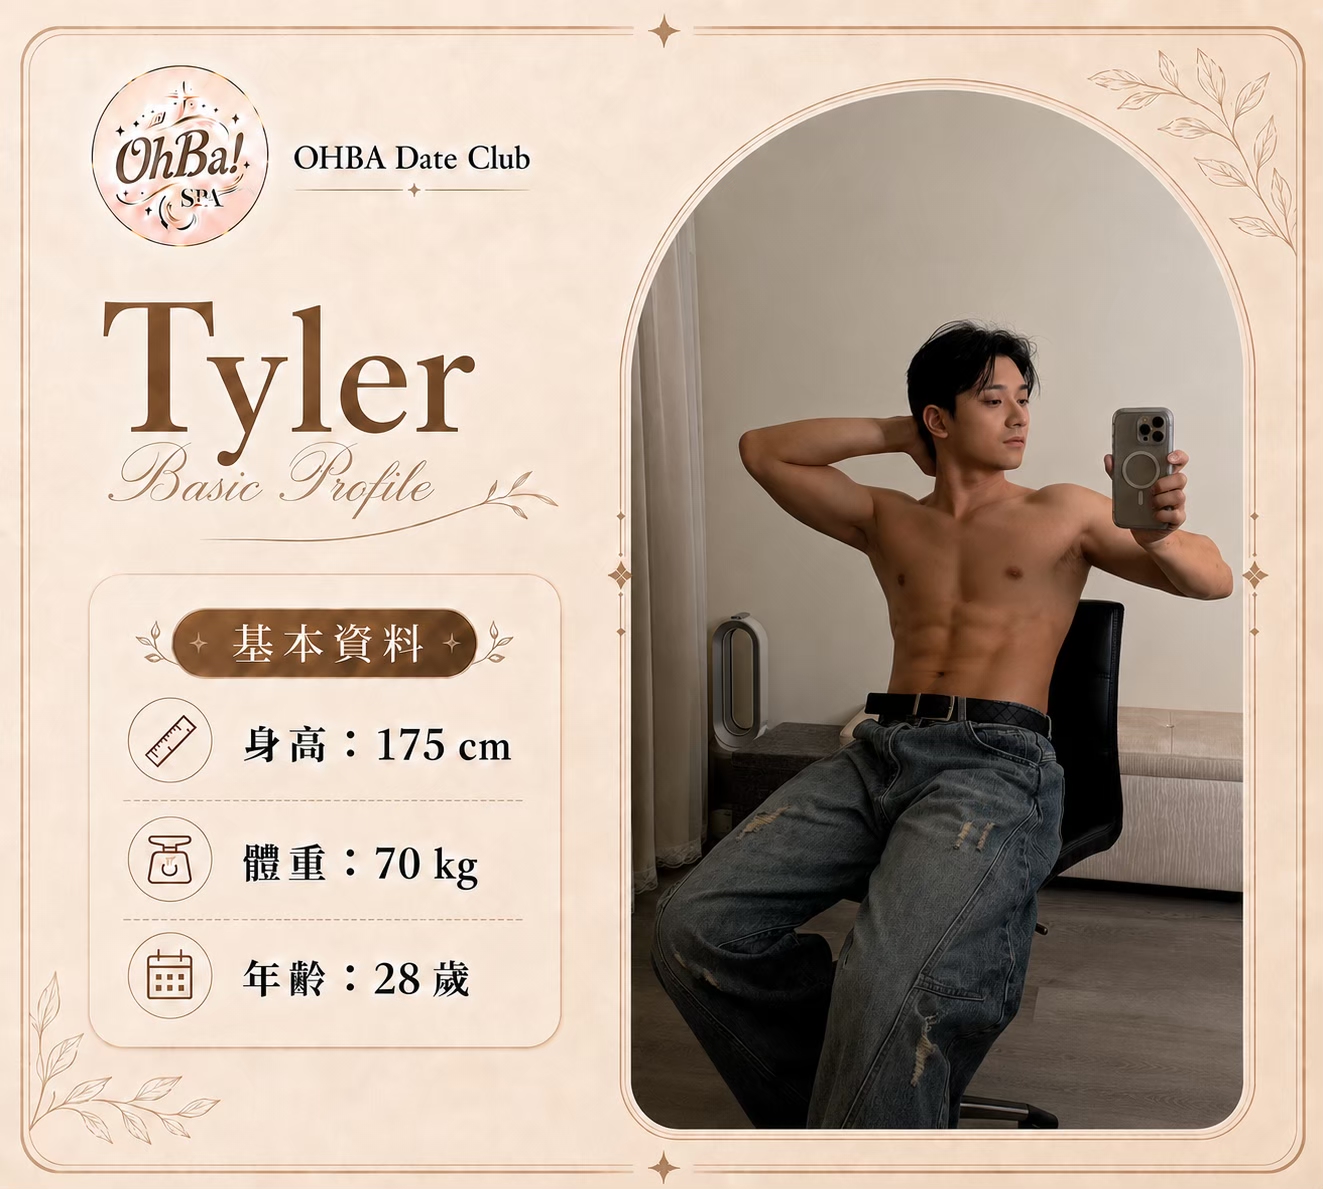 OhBa!
SPA
OHBA Date Club
Tyler
Basic Profile
基本資料
身高：175 cm
體重：70 kg
年齡：28 歲